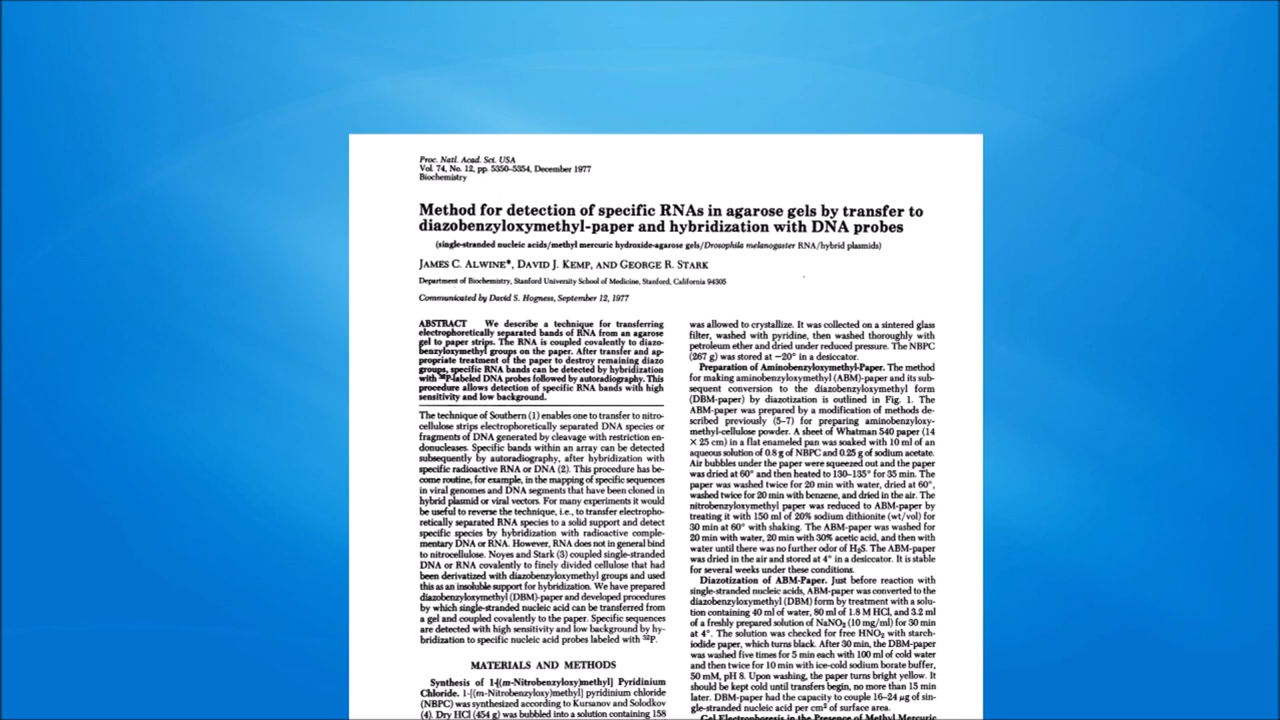 Proc. Natl. Acad. Sci. USA
Vol. 74, No. 12, pp. 5350–5354, December 1977
Biochemistry
Method for detection of specific RNAs in agarose gels by transfer to
diazobenzyloxymethyl-paper and hybridization with DNA probes
(single-stranded nucleic acids/methyl mercuric hydroxide-agarose gels/Drosophila melanogaster RNA/hybrid plasmids)
JAMES C. ALWINE*, DAVID J. KEMP, AND GEORGE R. STARK
Department of Biochemistry, Stanford University School of Medicine, Stanford, California 94305
Communicated by David S. Hogness, September 12, 1977
ABSTRACT We describe a technique for transferring
electrophoretically separated bands of RNA from an agarose
gel to paper strips. The RNA is coupled covalently to diazo-
benzyloxymethyl groups on the paper. After transfer and ap-
propriate treatment of the paper to destroy remaining diazo
groups, specific RNA bands can be detected by hybridization
with ³²P-labeled DNA probes followed by autoradiography. This
procedure allows detection of specific RNA bands with high
sensitivity and low background.
The technique of Southern (1) enables one to transfer to nitro-
cellulose strips electrophoretically separated DNA species or
fragments of DNA generated by cleavage with restriction en-
donucleases. Specific bands within an array can be detected
subsequently by autoradiography, after hybridization with
specific radioactive RNA or DNA (2). This procedure has be-
come routine, for example, in the mapping of specific sequences
in viral genomes and DNA segments that have been cloned in
hybrid plasmid or viral vectors. For many experiments it would
be useful to reverse the technique, i.e., to transfer electropho-
retically separated RNA species to a solid support and detect
specific species by hybridization with radioactive comple-
mentary DNA or RNA. However, RNA does not in general bind
to nitrocellulose. Noyes and Stark (3) coupled single-stranded
DNA or RNA covalently to finely divided cellulose that had
been derivatized with diazobenzyloxymethyl groups and used
this as an insoluble support for hybridization. We have prepared
diazobenzyloxymethyl (DBM)-paper and developed procedures
by which single-stranded nucleic acid can be transferred from
a gel and coupled covalently to the paper. Specific sequences
are detected with high sensitivity and low background by hy-
bridization to specific nucleic acid probes labeled with ³²P.
MATERIALS AND METHODS
Synthesis of 1-[(m-Nitrobenzyloxy)methyl] Pyridinium
Chloride. 1-[(m-Nitrobenzyloxy)methyl] pyridinium chloride
(NBPC) was synthesized according to Kursanov and Solodkov
(4). Dry HCl (454 g) was bubbled into a solution containing 158
was allowed to crystallize. It was collected on a sintered glass
filter, washed with pyridine, then washed thoroughly with
petroleum ether and dried under reduced pressure. The NBPC
(267 g) was stored at −20° in a desiccator.
Preparation of Aminobenzyloxymethyl-Paper. The method
for making aminobenzyloxymethyl (ABM)-paper and its sub-
sequent conversion to the diazobenzyloxymethyl form
(DBM-paper) by diazotization is outlined in Fig. 1. The
ABM-paper was prepared by a modification of methods de-
scribed previously (5–7) for preparing aminobenzyloxy-
methyl-cellulose powder. A sheet of Whatman 540 paper (14
× 25 cm) in a flat enameled pan was soaked with 10 ml of an
aqueous solution of 0.8 g of NBPC and 0.25 g of sodium acetate.
Air bubbles under the paper were squeezed out and the paper
was dried at 60° and then heated to 130–135° for 35 min. The
paper was washed twice for 20 min with water, dried at 60°,
washed twice for 20 min with benzene, and dried in the air. The
nitrobenzyloxymethyl paper was reduced to ABM-paper by
treating it with 150 ml of 20% sodium dithionite (wt/vol) for
30 min at 60° with shaking. The ABM-paper was washed for
20 min with water, 20 min with 30% acetic acid, and then with
water until there was no further odor of H₂S. The ABM-paper
was dried in the air and stored at 4° in a desiccator. It is stable
for several weeks under these conditions.
Diazotization of ABM-Paper. Just before reaction with
single-stranded nucleic acids, ABM-paper was converted to the
diazobenzyloxymethyl (DBM) form by treatment with a solu-
tion containing 40 ml of water, 80 ml of 1.8 M HCl, and 3.2 ml
of a freshly prepared solution of NaNO₂ (10 mg/ml) for 30 min
at 4°. The solution was checked for free HNO₂ with starch-
iodide paper, which turns black. After 30 min, the DBM-paper
was washed five times for 5 min each with 100 ml of cold water
and then twice for 10 min with ice-cold sodium borate buffer,
50 mM, pH 8. Upon washing, the paper turns bright yellow. It
should be kept cold until transfers begin, no more than 15 min
later. DBM-paper had the capacity to couple 16–24 μg of sin-
gle-stranded nucleic acid per cm² of surface area.
Gel Electrophoresis in the Presence of Methyl Mercuric